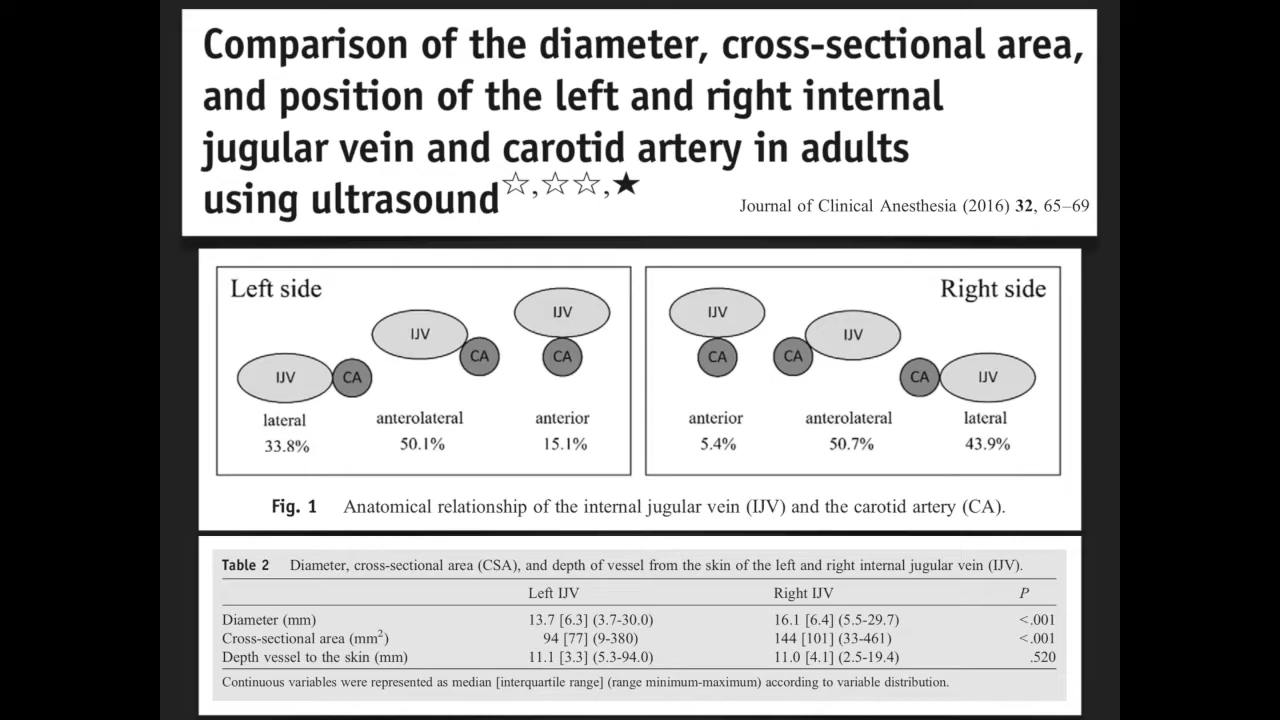 Comparison of the diameter, cross-sectional area,
and position of the left and right internal
jugular vein and carotid artery in adults
using ultrasound☆,☆☆,★
Journal of Clinical Anesthesia (2016) 32, 65–69
Left side
IJV CA
lateral
33.8%
IJV CA
anterolateral
50.1%
IJV
CA
anterior
15.1%
Right side
IJV
CA
anterior
5.4%
CA IJV
anterolateral
50.7%
CA IJV
lateral
43.9%
Fig. 1 Anatomical relationship of the internal jugular vein (IJV) and the carotid artery (CA).
Table 2 Diameter, cross-sectional area (CSA), and depth of vessel from the skin of the left and right internal jugular vein (IJV).
Left IJV Right IJV P
Diameter (mm) 13.7 [6.3] (3.7-30.0) 16.1 [6.4] (5.5-29.7) <.001
Cross-sectional area (mm²) 94 [77] (9-380) 144 [101] (33-461) <.001
Depth vessel to the skin (mm) 11.1 [3.3] (5.3-94.0) 11.0 [4.1] (2.5-19.4) .520
Continuous variables were represented as median [interquartile range] (range minimum-maximum) according to variable distribution.